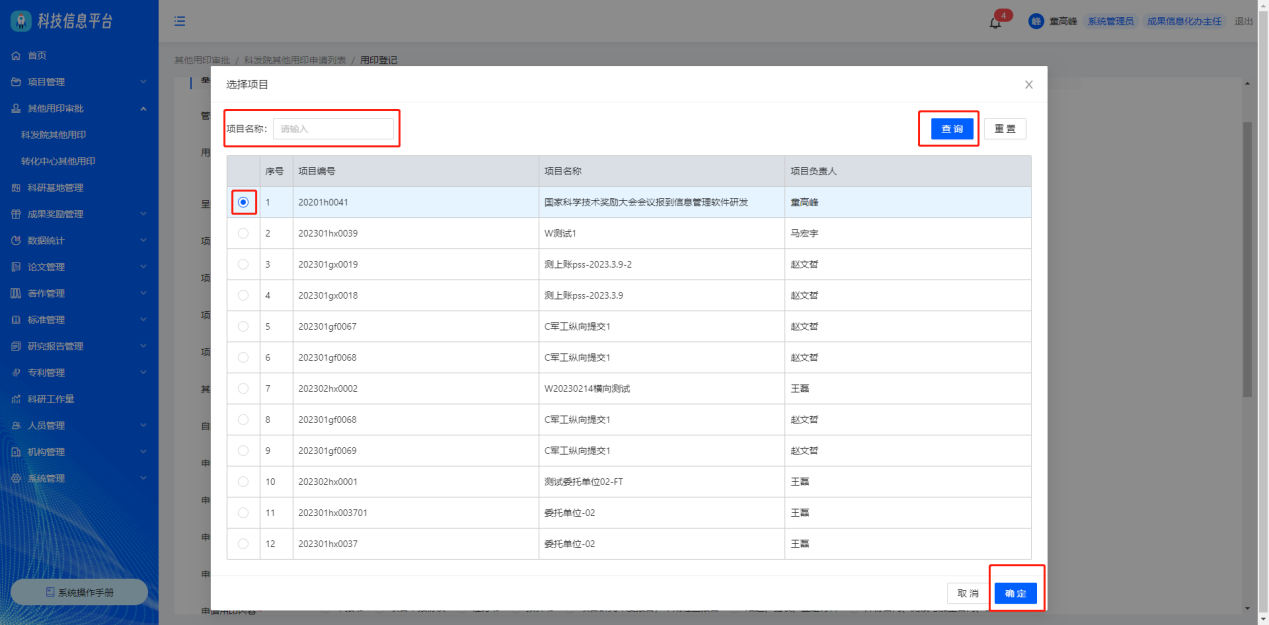 科技信息平台
4
峰 童高峰 系统管理员 成果信息化办主任 退出
首页
项目管理
其他用印审批
科发院其他用印
转化中心其他用印
科研基地管理
成果奖励管理
数据统计
论文管理
著作管理
标准管理
研究报告管理
专利管理
科研工作量
人员管理
机构管理
系统管理
系统操作手册
其他用印审批 / 科发院其他用印申请列表 / 用印登记
选择项目
项目名称: 请输入 查 询 重 置
序号 项目编号 项目名称 项目负责人
1 20201h0041 国家科学技术奖励大会会议报到信息管理软件研发 童高峰
2 202301hx0039 W测试1 马宏宇
3 202301gx0019 测上账pss-2023.3.9-2 赵文哲
4 202301gx0018 测上账pss-2023.3.9 赵文哲
5 202301gf0067 C军工纵向提交1 赵文哲
6 202301gf0068 C军工纵向提交1 赵文哲
7 202302hx0002 W20230214横向测试 王磊
8 202301gf0068 C军工纵向提交1 赵文哲
9 202301gf0069 C军工纵向提交1 赵文哲
10 202302hx0001 测试委托单位02-FT 王磊
11 202301hx003701 委托单位-02 王磊
12 202301hx0037 委托单位-02 王磊
取 消 确 定